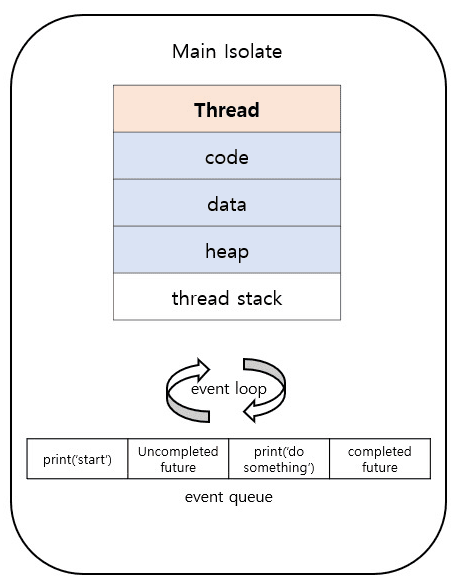 Main Isolate
Thread
code
data
heap
thread stack
event loop
print(‘start’)
Uncompleted
future
print(‘do
something’)
completed
future
event queue